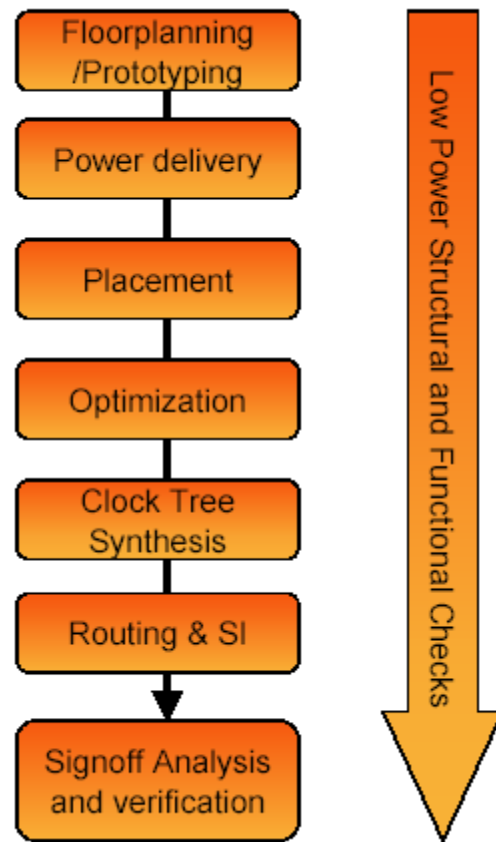 Floorplanning
/Prototyping
Power delivery
Placement
Optimization
Clock Tree
Synthesis
Routing & SI
Signoff Analysis
and verification
Low Power Structural and Functional Checks